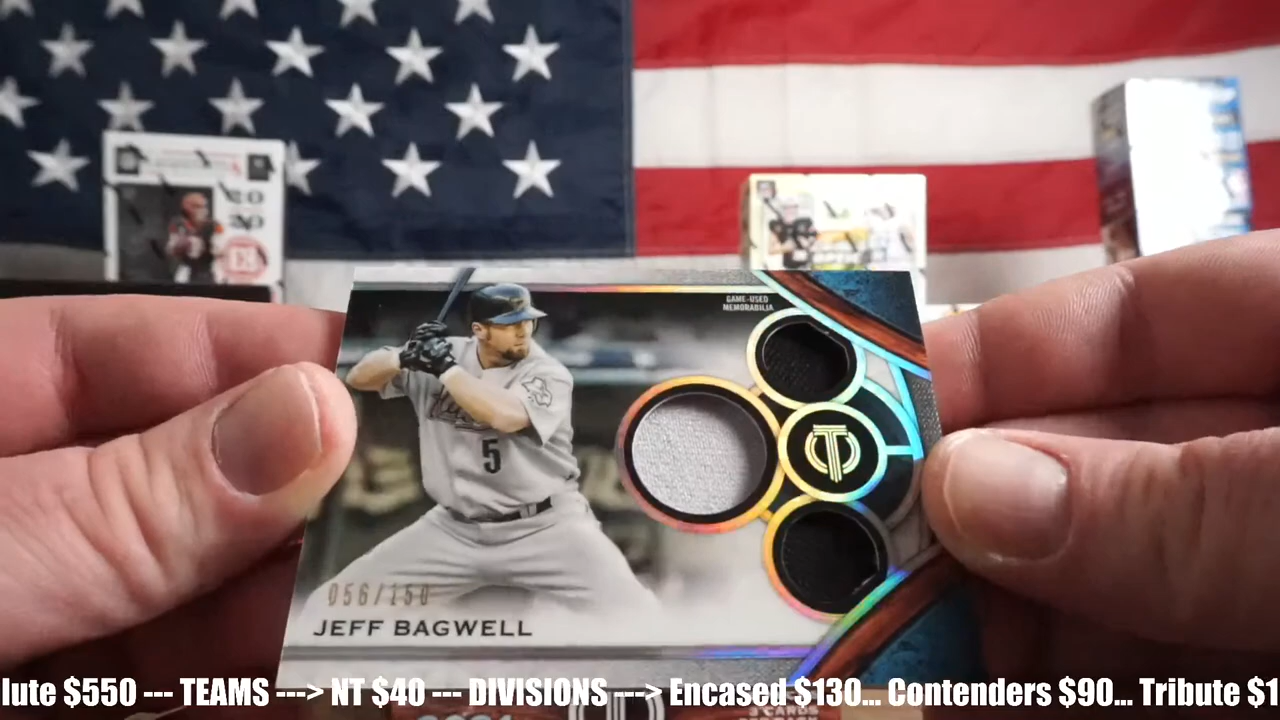 GAME-USED
MEMORABILIA
5
056/150
JEFF BAGWELL
lute $550 --- TEAMS ---> NT $40 --- DIVISIONS ---> Encased $130... Contenders $90... Tribute $1